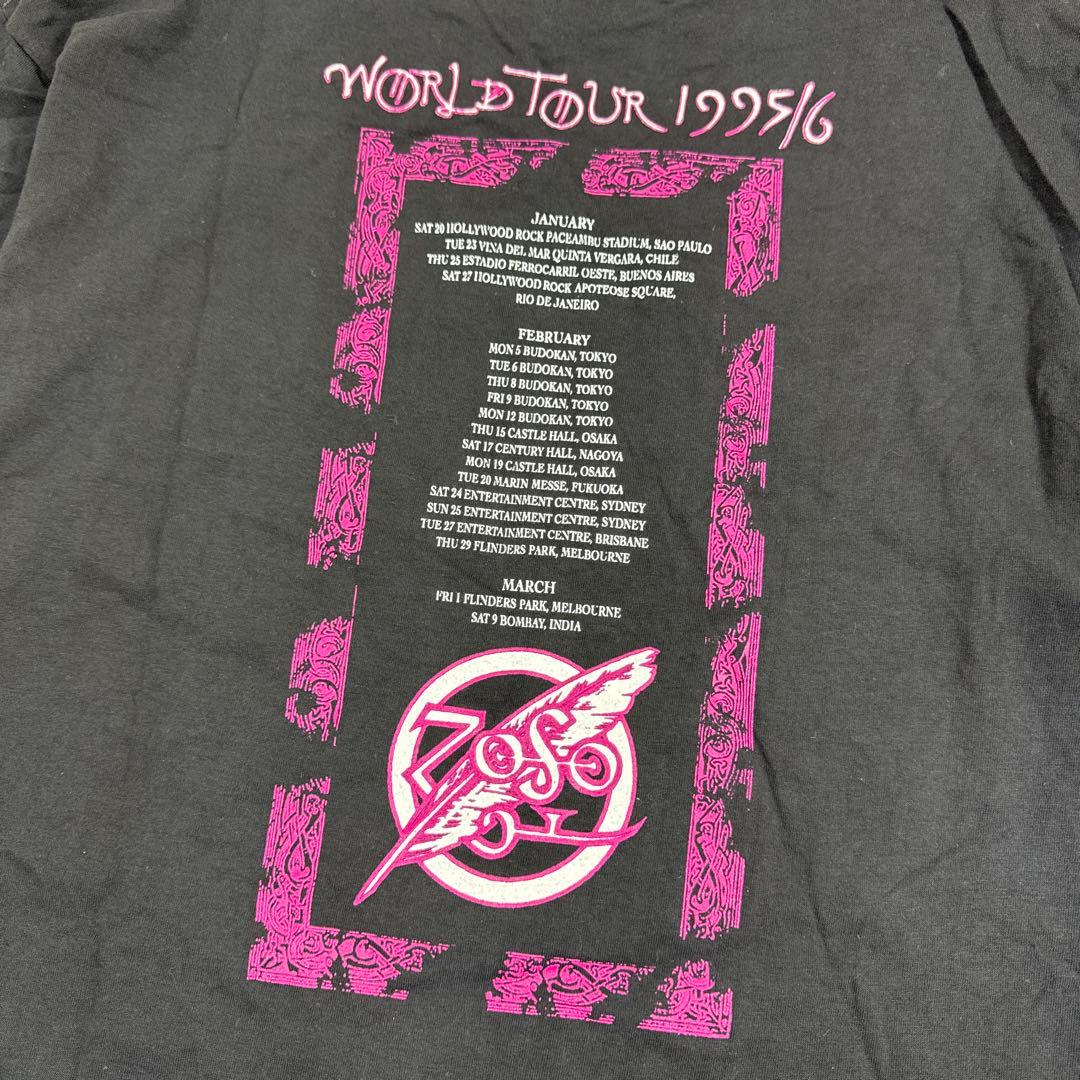 WORLD TOUR 1995/6
JANUARY
SAT 20 HOLLYWOOD ROCK PACEAMBU STADIUM, SAO PAULO
TUE 23 VINA DEL MAR QUINTA VERGARA, CHILE
THU 25 ESTADIO FERROCARRIL OESTE, BUENOS AIRES
SAT 27 HOLLYWOOD ROCK APOTEOSE SQUARE,
RIO DE JANEIRO
FEBRUARY
MON 5 BUDOKAN, TOKYO
TUE 6 BUDOKAN, TOKYO
THU 8 BUDOKAN, TOKYO
FRI 9 BUDOKAN, TOKYO
MON 12 BUDOKAN, TOKYO
THU 15 CASTLE HALL, OSAKA
SAT 17 CENTURY HALL, NAGOYA
MON 19 CASTLE HALL, OSAKA
TUE 20 MARIN MESSE, FUKUOKA
SAT 24 ENTERTAINMENT CENTRE, SYDNEY
SUN 25 ENTERTAINMENT CENTRE, SYDNEY
TUE 27 ENTERTAINMENT CENTRE, BRISBANE
THU 29 FLINDERS PARK, MELBOURNE
MARCH
FRI 1 FLINDERS PARK, MELBOURNE
SAT 9 BOMBAY, INDIA
ZOSO